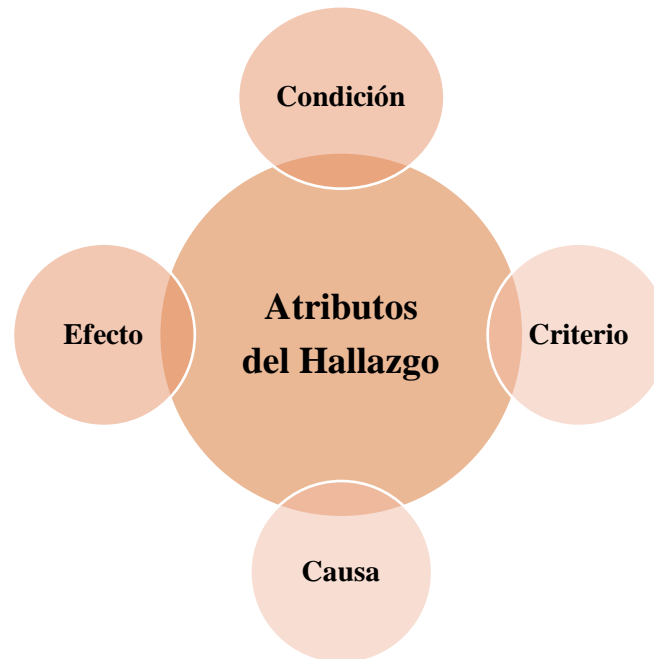 Condición
Atributos
del Hallazgo
Efecto
Criterio
Causa